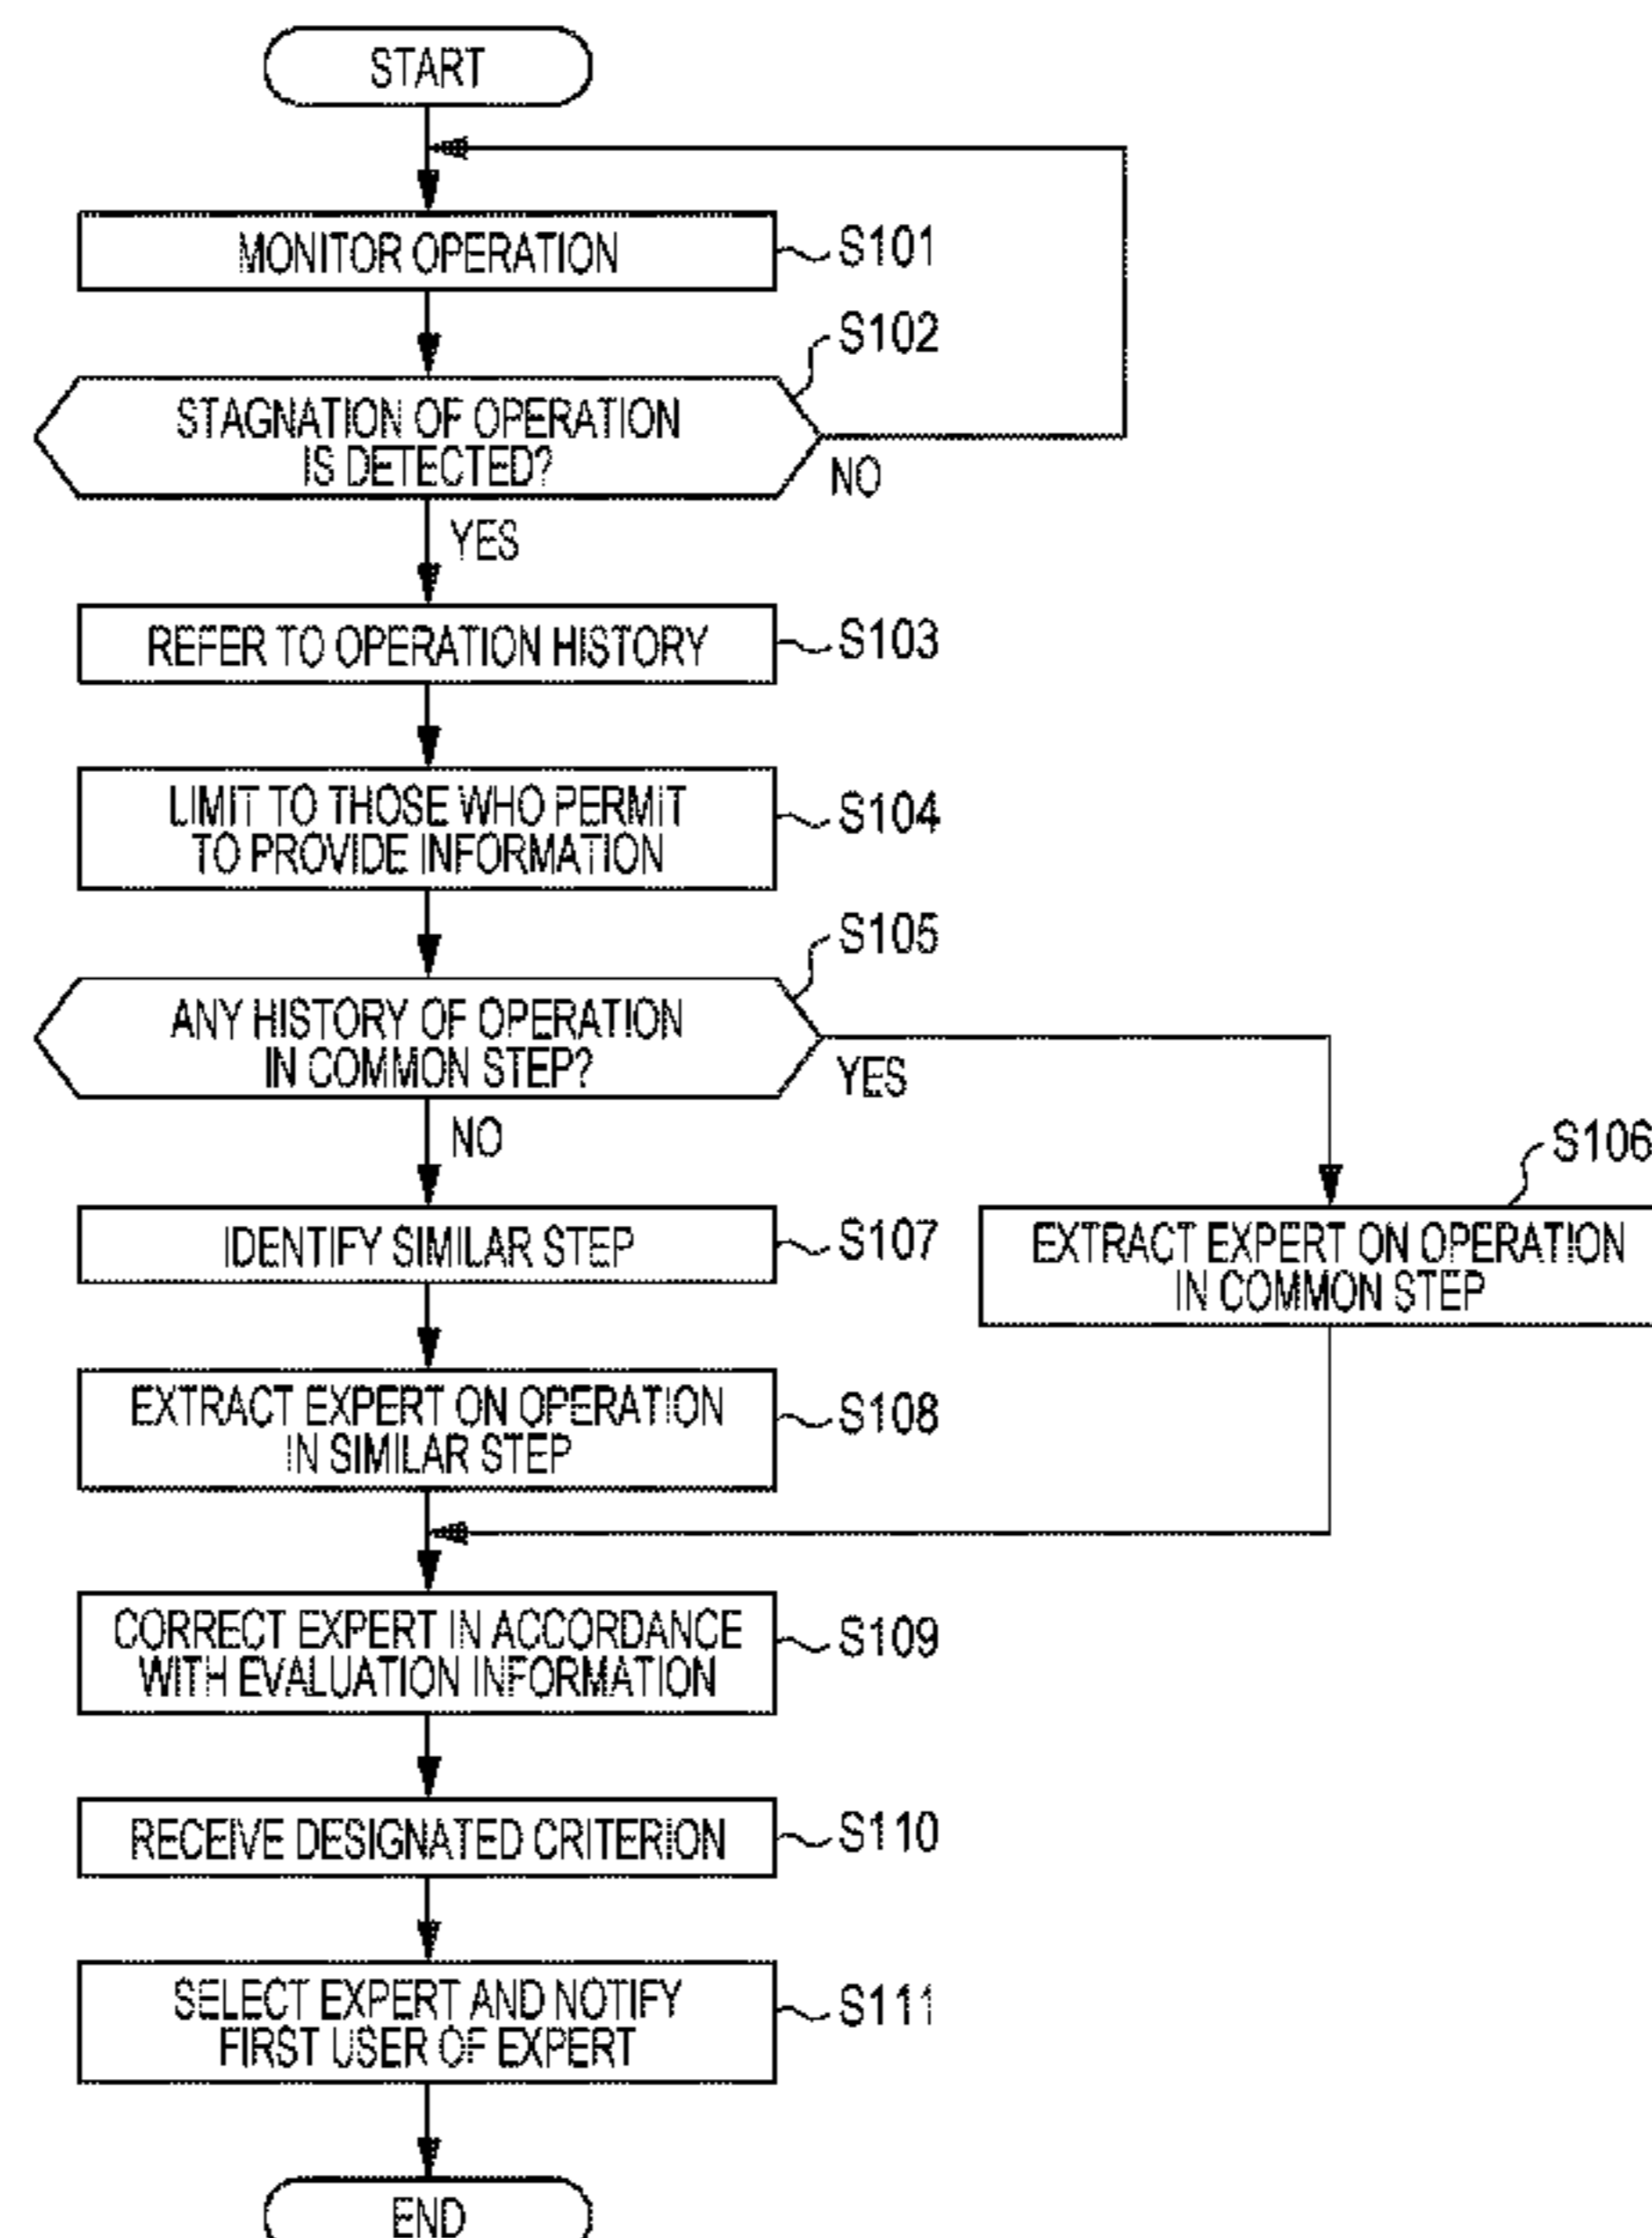 START
MONITOR OPERATION
S101
S102
STAGNATION OF OPERATION
IS DETECTED?
NO
YES
REFER TO OPERATION HISTORY
S103
LIMIT TO THOSE WHO PERMIT
TO PROVIDE INFORMATION
S104
S105
ANY HISTORY OF OPERATION
IN COMMON STEP?
YES
NO
S106
EXTRACT EXPERT ON OPERATION
IN COMMON STEP
IDENTIFY SIMILAR STEP
S107
EXTRACT EXPERT ON OPERATION
IN SIMILAR STEP
S108
CORRECT EXPERT IN ACCORDANCE
WITH EVALUATION INFORMATION
S109
RECEIVE DESIGNATED CRITERION
S110
SELECT EXPERT AND NOTIFY
FIRST USER OF EXPERT
S111
END